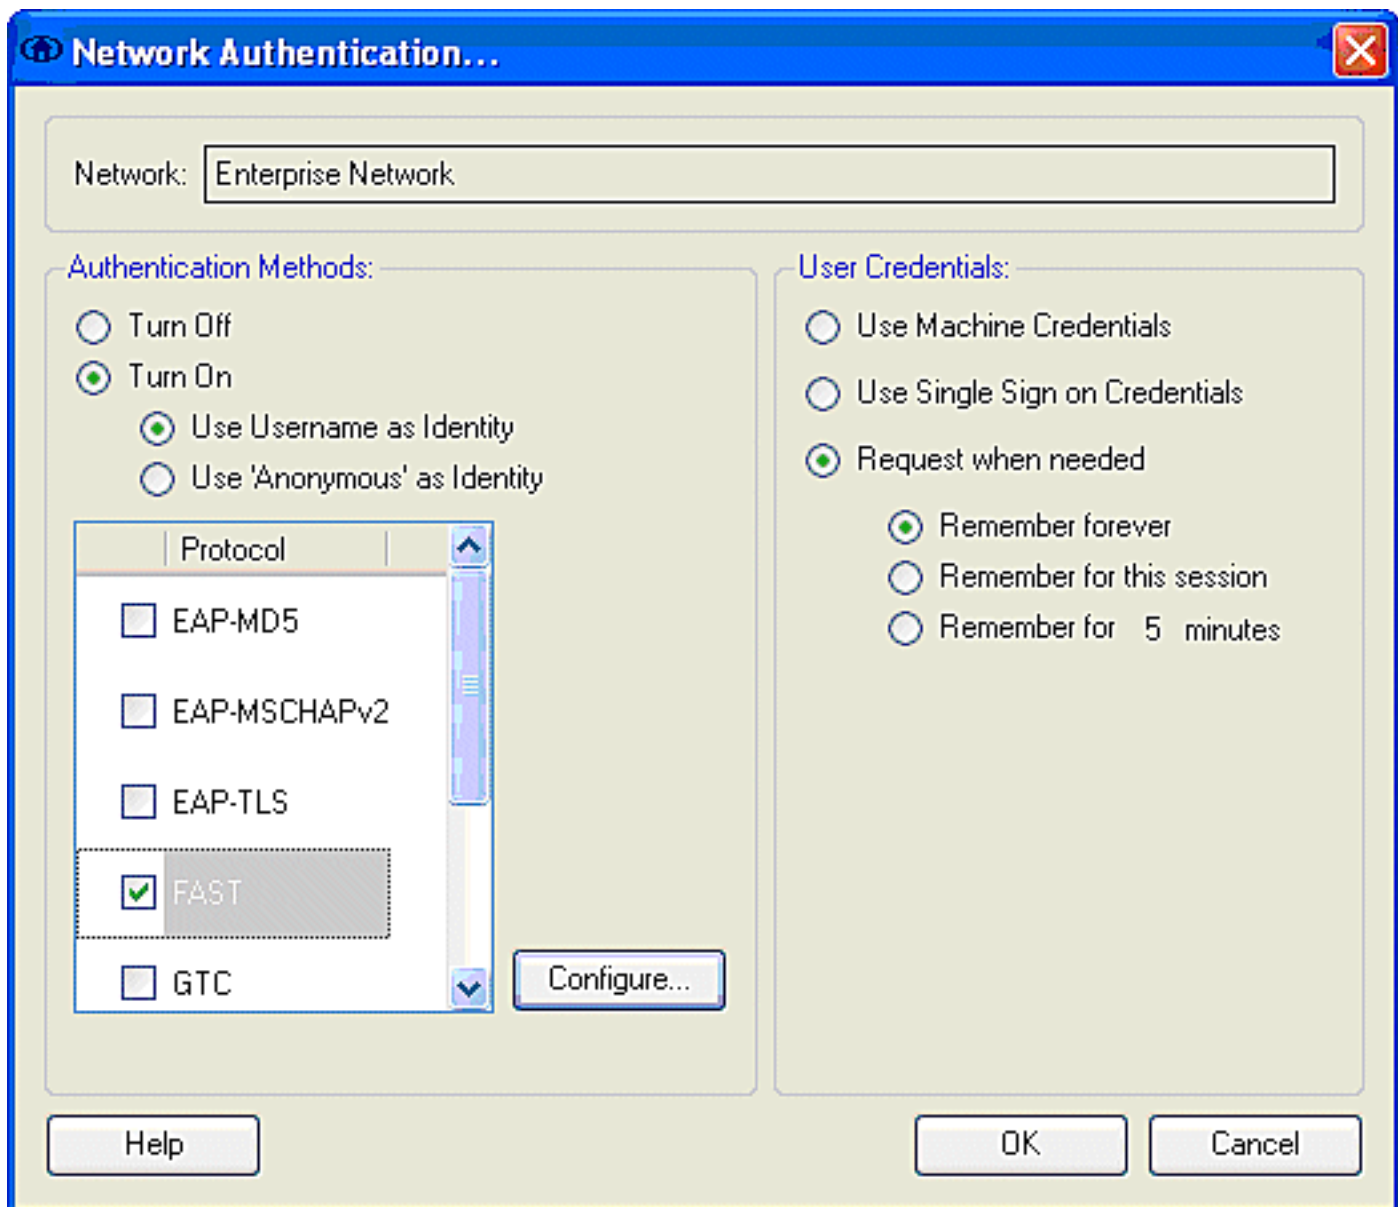 Network Authentication...
Network: Enterprise Network
Authentication Methods:
Turn Off
Turn On
Use Username as Identity
Use 'Anonymous' as Identity
Protocol
EAP-MD5
EAP-MSCHAPv2
EAP-TLS
FAST
GTC
Configure...
User Credentials:
Use Machine Credentials
Use Single Sign on Credentials
Request when needed
Remember forever
Remember for this session
Remember for 5 minutes
Help
OK
Cancel